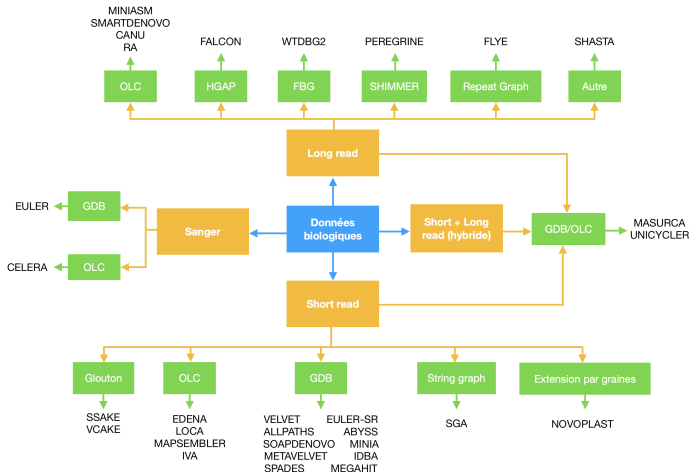 MINIASM
SMARTDENOVO
CANU
RA
FALCON
WTDBG2
PEREGRINE
FLYE
SHASTA
OLC
HGAP
FBG
SHIMMER
Repeat Graph
Autre
Long read
EULER
GDB
Sanger
Données
biologiques
Short + Long
read (hybride)
GDB/OLC
MASURCA
UNICYCLER
CELERA
OLC
Short read
Glouton
OLC
GDB
String graph
Extension par graines
SSAKE
VCAKE
EDENA
LOCA
MAPSEMBLER
IVA
VELVET
ALLPATHS
SOAPDENOVO
METAVELVET
SPADES
EULER-SR
ABYSS
MINIA
IDBA
MEGAHIT
SGA
NOVOPLAST